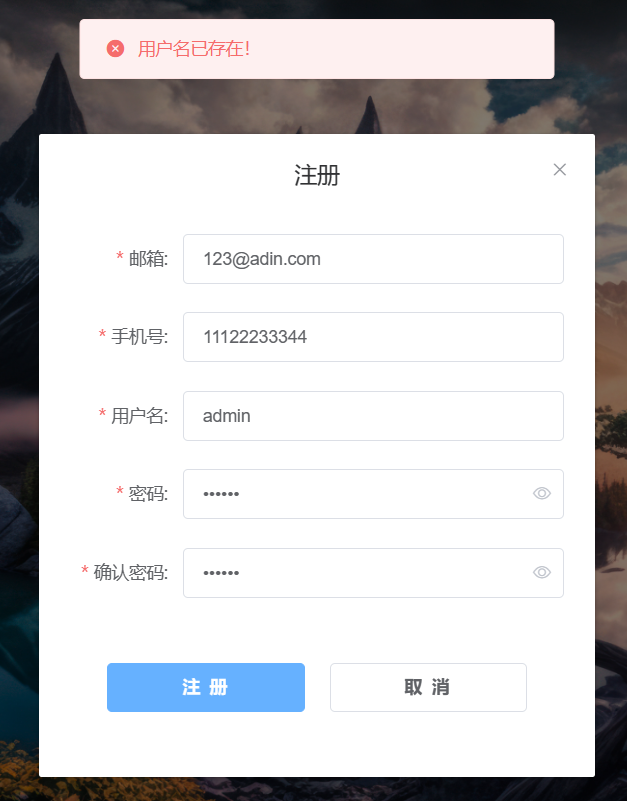 用户名已存在!
注册
* 邮箱: 123@adin.com
* 手机号: 11122233344
* 用户名: admin
* 密码: ••••••
* 确认密码: ••••••
注 册 取 消